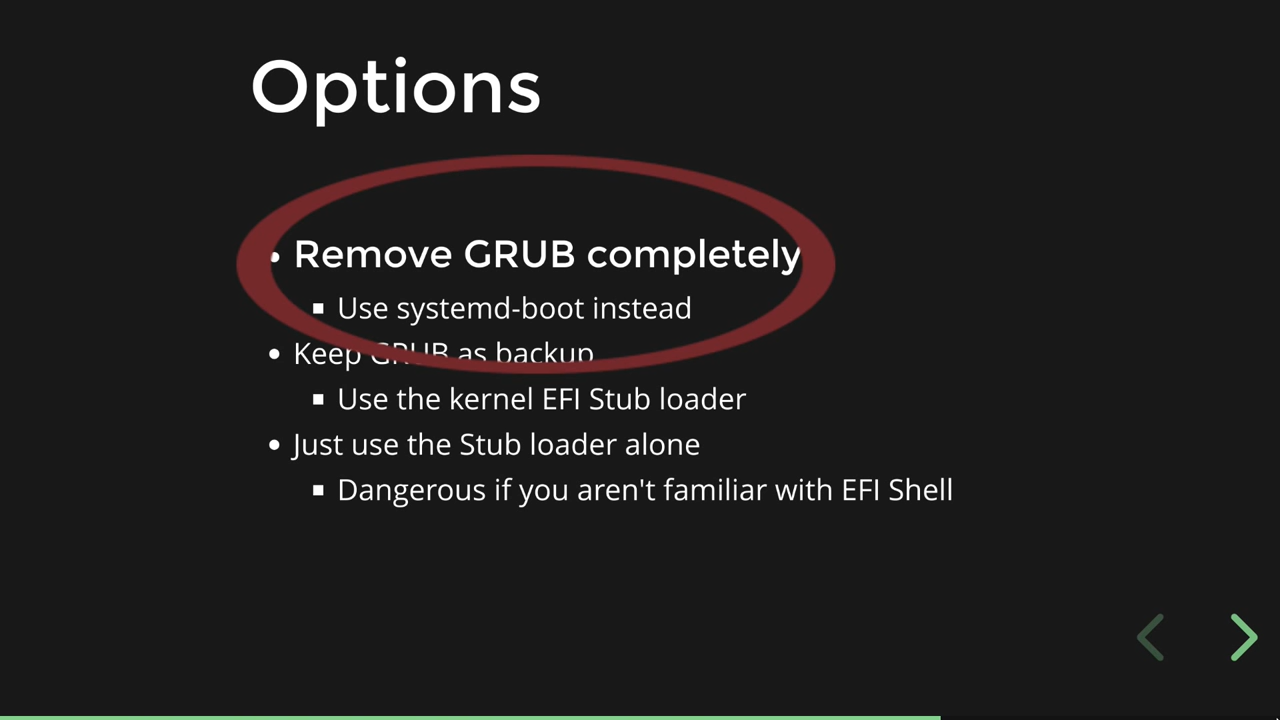 Options
Remove GRUB completely
Use systemd-boot instead
Keep GRUB as backup
Use the kernel EFI Stub loader
Just use the Stub loader alone
Dangerous if you aren't familiar with EFI Shell